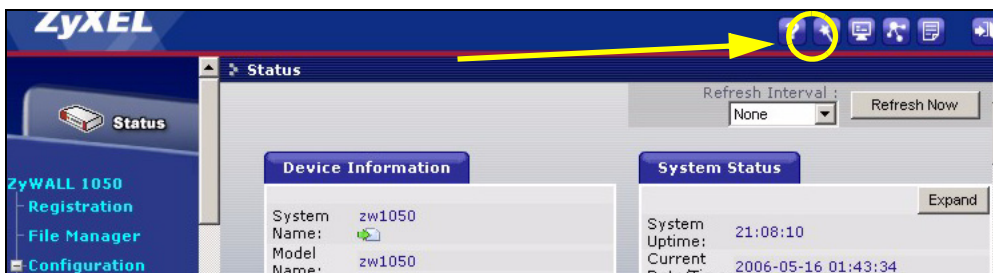 ZyXEL
?
Status
Refresh Interval :
None
Refresh Now
Status
Device Information
System Status
ZyWALL 1050
Expand
Registration
System Name:
zw1050
System Uptime:
21:08:10
File Manager
Model Name:
zw1050
Current
2006-05-16 01:43:34
Configuration